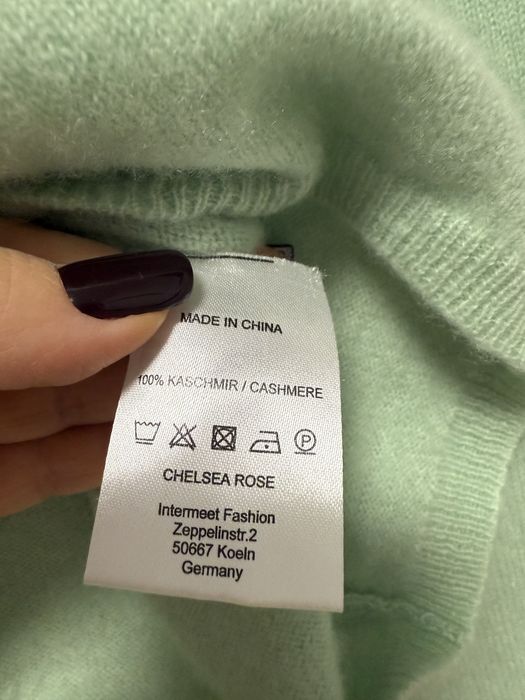 MADE IN CHINA
100% KASCHMIR / CASHMERE
P
CHELSEA ROSE
Intermeet Fashion
Zeppelinstr.2
50667 Koeln
Germany